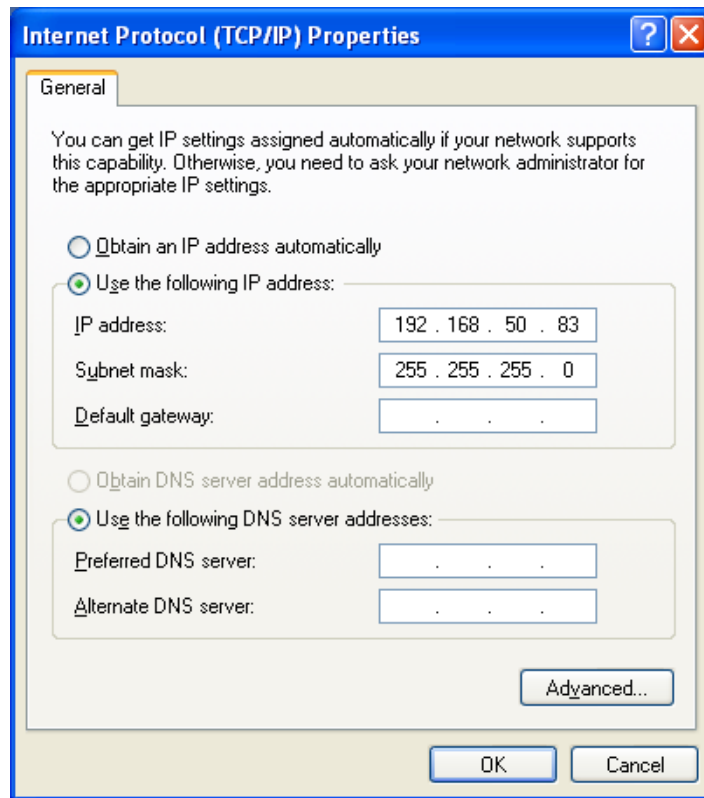 Internet Protocol (TCP/IP) Properties
General
You can get IP settings assigned automatically if your network supports
this capability. Otherwise, you need to ask your network administrator for
the appropriate IP settings.
Obtain an IP address automatically
Use the following IP address:
IP address: 192 . 168 . 50 . 83
Subnet mask: 255 . 255 . 255 . 0
Default gateway: . . .
Obtain DNS server address automatically
Use the following DNS server addresses:
Preferred DNS server: . . .
Alternate DNS server: . . .
Advanced...
OK Cancel